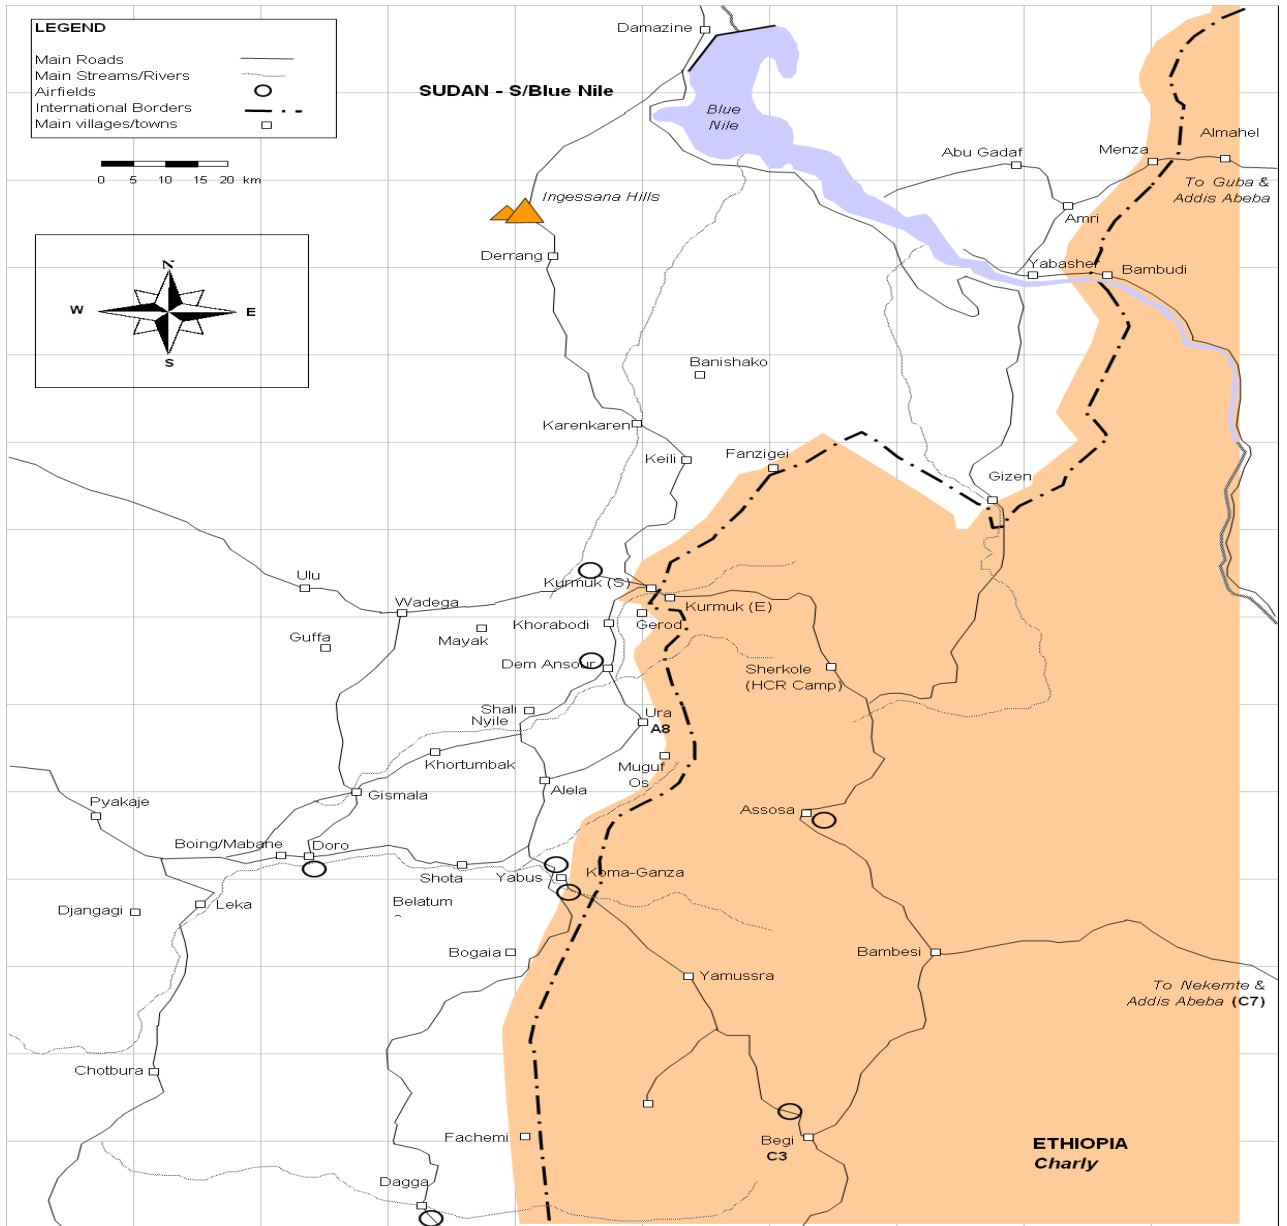 LEGEND
Main Roads
Main Streams/Rivers
Airfields
International Borders
Main villages/towns
0 5 10 15 20 km
N
W E
S
Damazine
SUDAN - S/Blue Nile
Blue
Nile
Almahel
Menza
Abu Gadaf
To Guba &
Addis Abeba
Ingessana Hills
Amri
Derrang
Yabasher
Bambudi
Banishako
Karenkaren
Keili
Fanzigei
Gizen
Ulu
Kurmuk (S)
Wadega
Kurmuk (E)
Khorabodi
Gerod
Guffa
Mayak
Dem Ansour
Sherkole
(HCR Camp)
Shali
Nyile
Ura
A8
Khortumbak
Muguf
Os
Alela
Gismala
Pyakaje
Assosa
Boing/Mabane
Doro
Shota
Yabus
Koma-Ganza
Belatum
Leka
Djangagi
Bogaia
Bambesi
Yamussra
To Nekemte &
Addis Abeba (C7)
Chotbura
Fachemi
Begi
C3
ETHIOPIA
Charly
Dagga